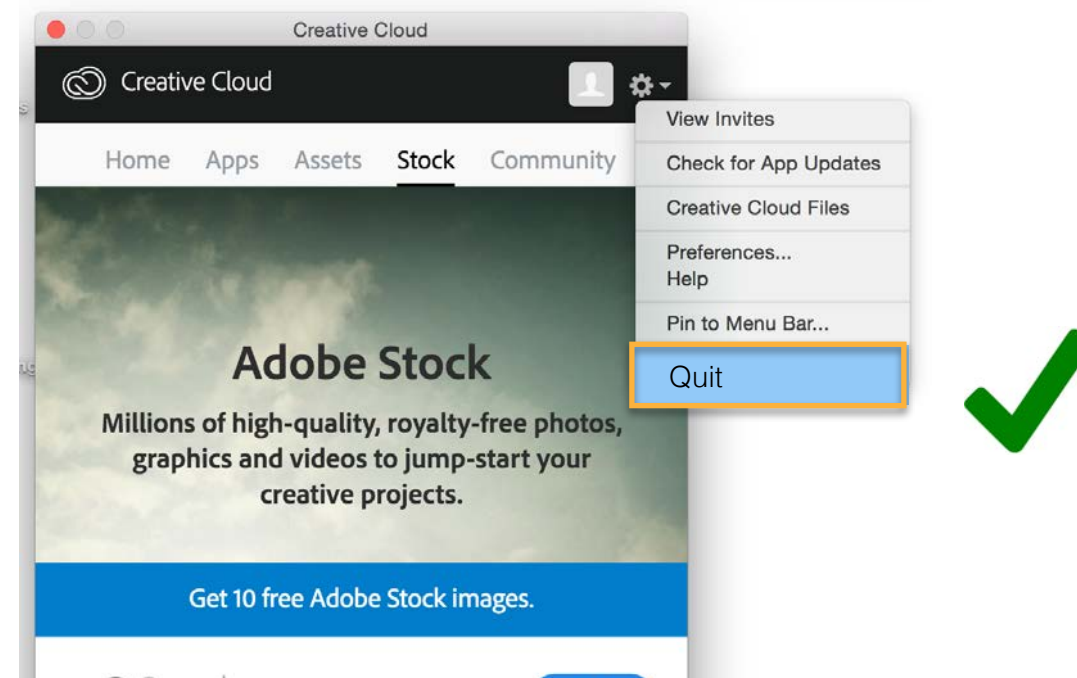 Creative Cloud
Creative Cloud
Home Apps Assets Stock Community
View Invites
Check for App Updates
Creative Cloud Files
Preferences...
Help
Pin to Menu Bar...
Quit
Adobe Stock
Millions of high-quality, royalty-free photos,
graphics and videos to jump-start your
creative projects.
Get 10 free Adobe Stock images.